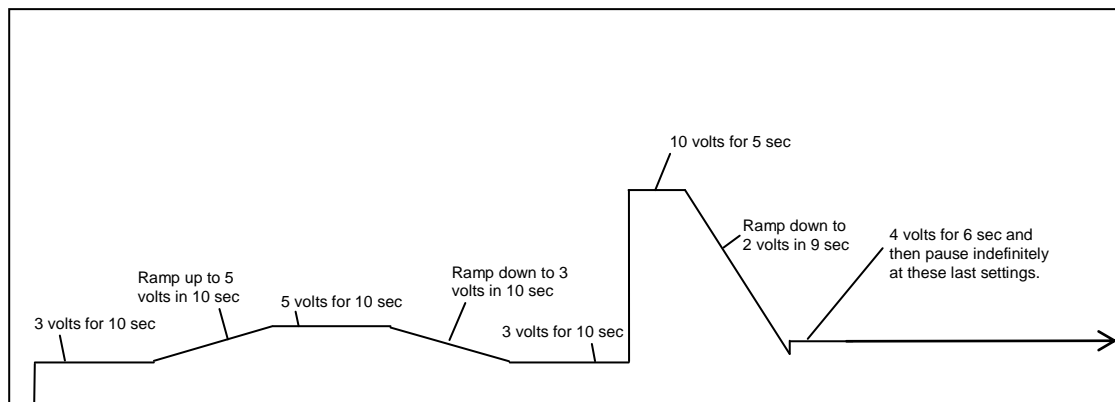 3 volts for 10 sec
Ramp up to 5
volts in 10 sec
5 volts for 10 sec
Ramp down to 3
volts in 10 sec
3 volts for 10 sec
10 volts for 5 sec
Ramp down to
2 volts in 9 sec
4 volts for 6 sec and
then pause indefinitely
at these last settings.